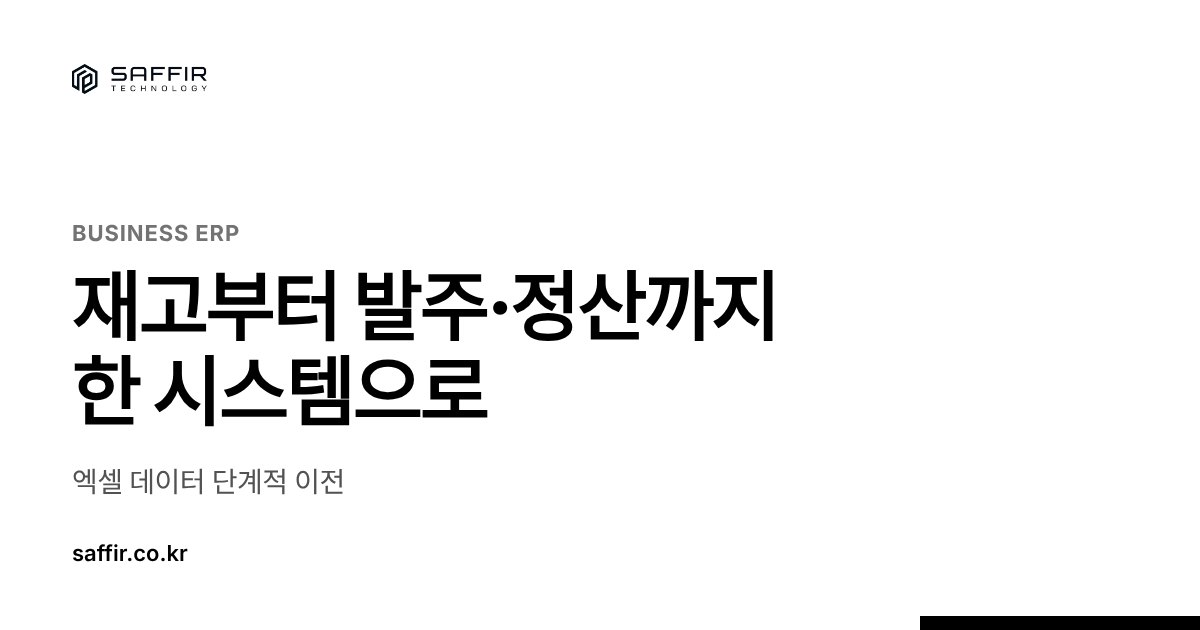 SAFFIR
TECHNOLOGY
BUSINESS ERP
재고부터 발주·정산까지
한 시스템으로
엑셀 데이터 단계적 이전
saffir.co.kr